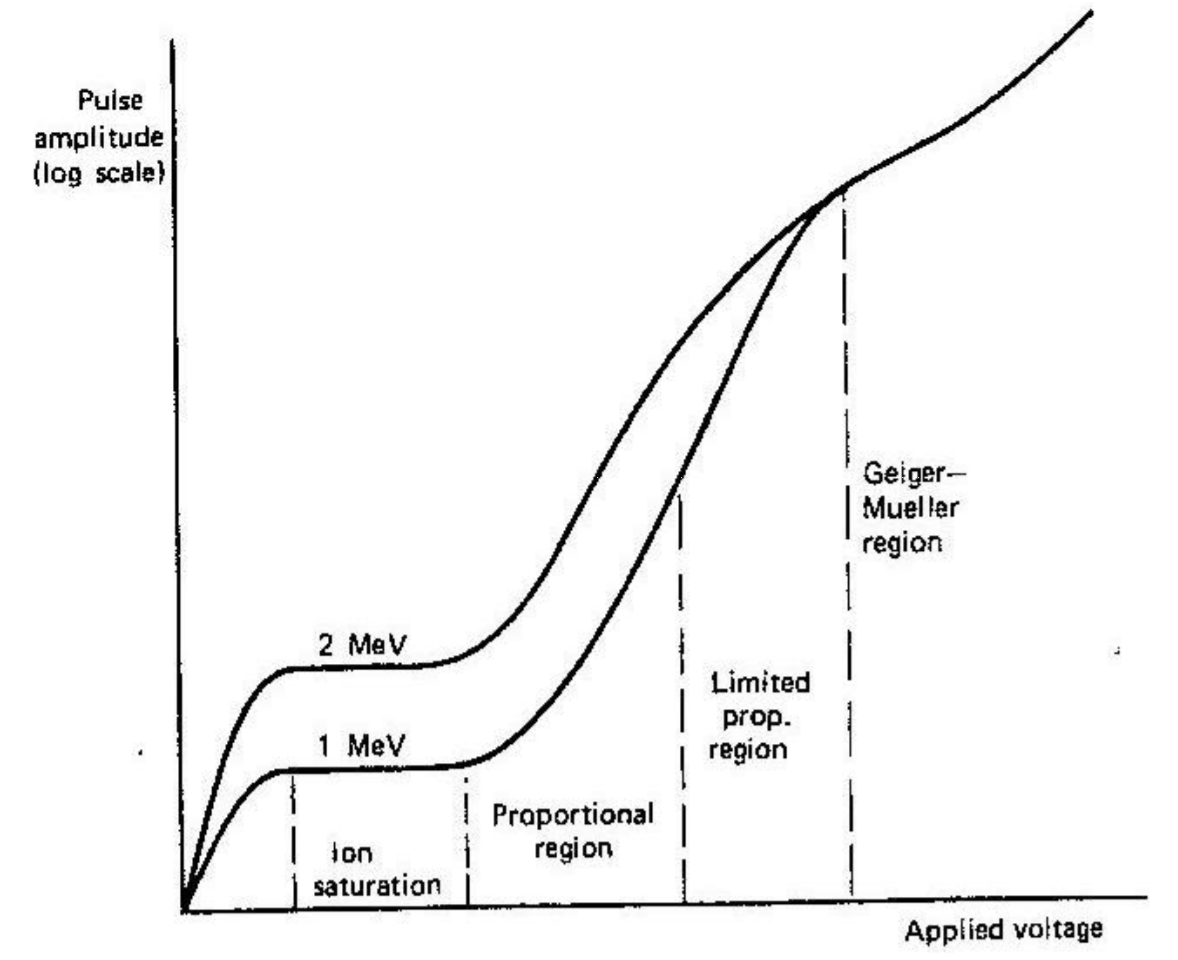 Pulse
amplitude
(log scale)
2 MeV
1 MeV
Ion
saturation
Proportional
region
Limited
prop.
region
Geiger—
Mueller
region
Applied voltage